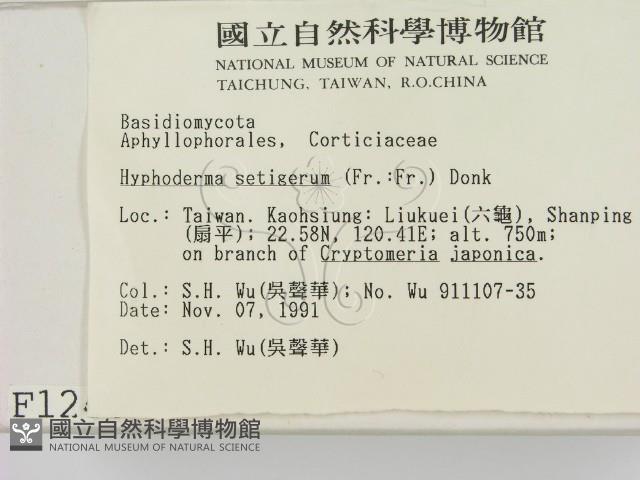 國立自然科學博物館
NATIONAL MUSEUM OF NATURAL SCIENCE
TAICHUNG, TAIWAN, R.O.CHINA
Basidiomycota
Aphyllophorales, Corticiaceae
Hyphoderma setigerum (Fr.:Fr.) Donk
Loc.: Taiwan. Kaohsiung: Liukuei(六龜), Shanping
(扇平); 22.58N, 120.41E; alt. 750m;
on branch of Cryptomeria japonica.
Col.: S.H. Wu(吳聲華); No. Wu 911107-35
Date: Nov. 07, 1991
Det.: S.H. Wu(吳聲華)
國立自然科學博物館
NATIONAL MUSEUM OF NATURAL SCIENCE